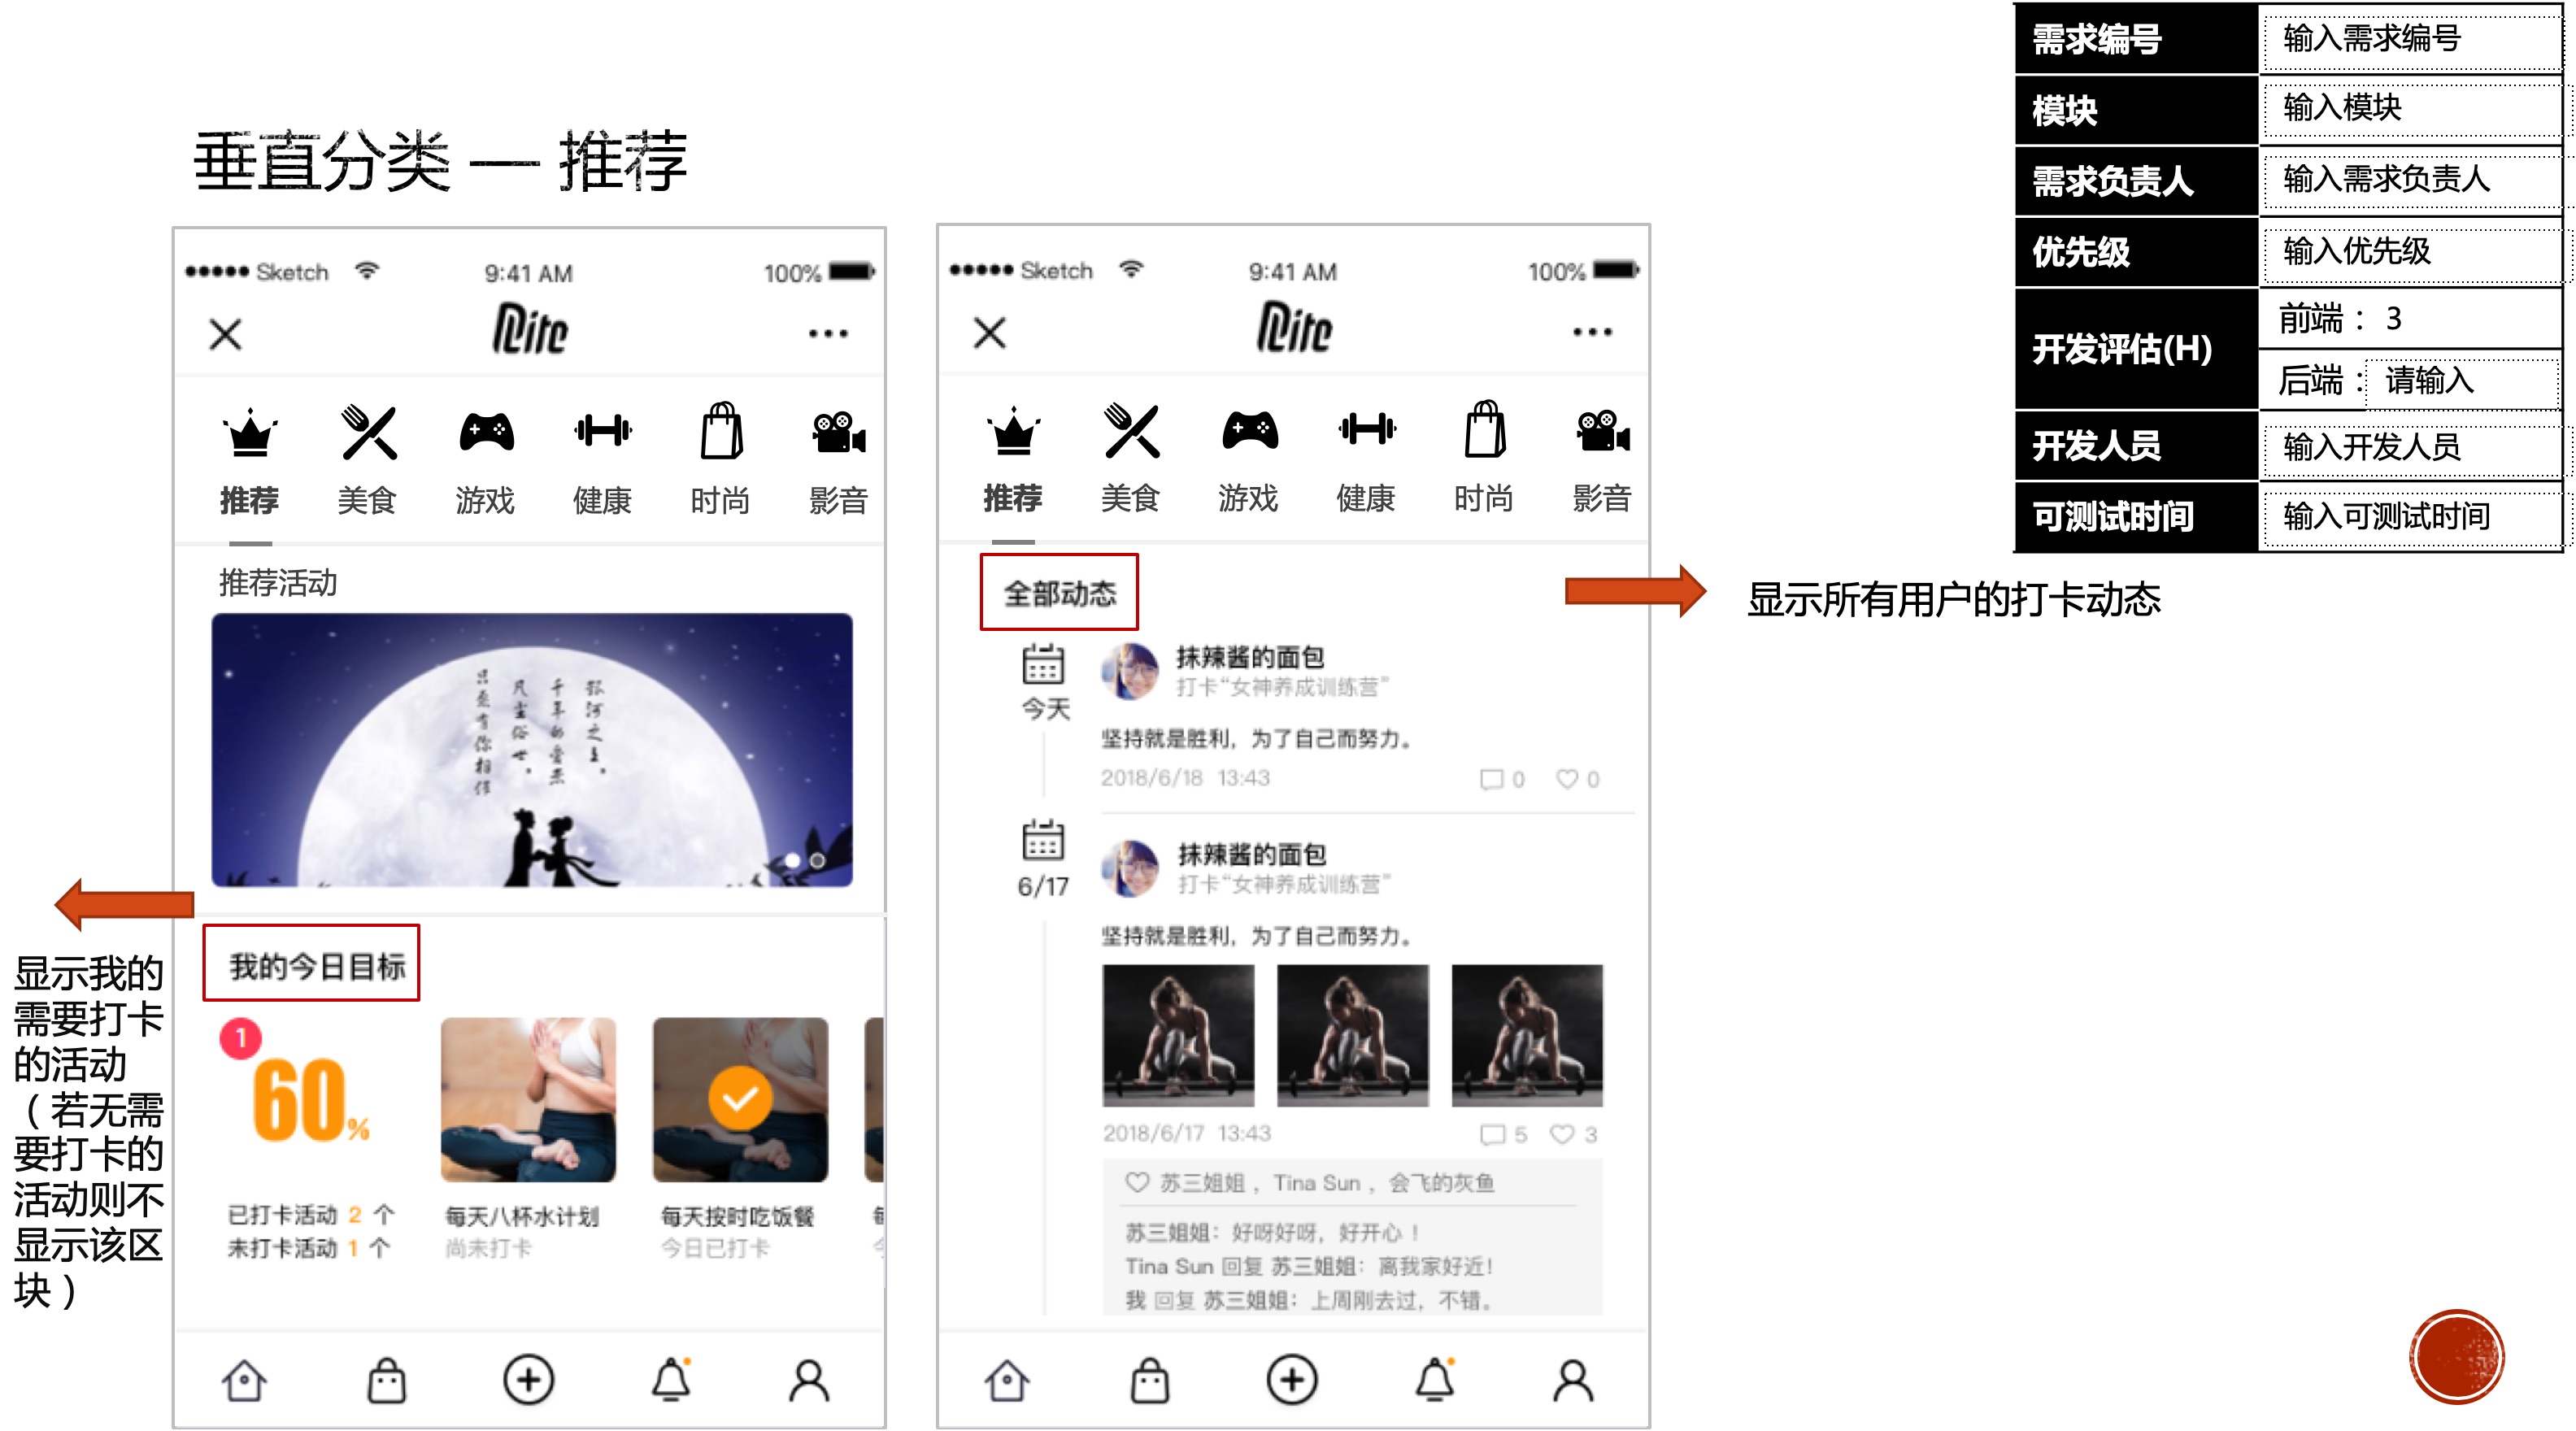 垂直分类 — 推荐
Sketch 9:41 AM 100%
Rite
推荐 美食 游戏 健康 时尚 影音
推荐活动
我的今日目标
1
60%
已打卡活动 2 个
未打卡活动 1 个
每天八杯水计划
尚未打卡
每天按时吃饭餐
今日已打卡
显示我的
需要打卡
的活动
（若无需
要打卡的
活动则不
显示该区
块）
Sketch 9:41 AM 100%
Rite
推荐 美食 游戏 健康 时尚 影音
全部动态
今天
抹辣酱的面包
打卡“女神养成训练营”
坚持就是胜利，为了自己而努力。
2018/6/18 13:43 0 0
6/17
抹辣酱的面包
打卡“女神养成训练营”
坚持就是胜利，为了自己而努力。
2018/6/17 13:43 5 3
苏三姐姐， Tina Sun， 会飞的灰鱼
苏三姐姐：好呀好呀，好开心！
Tina Sun 回复 苏三姐姐：离我家好近！
我 回复 苏三姐姐：上周刚去过，不错。
显示所有用户的打卡动态
需求编号 输入需求编号
模块 输入模块
需求负责人 输入需求负责人
优先级 输入优先级
开发评估(H) 前端： 3
后端： 请输入
开发人员 输入开发人员
可测试时间 输入可测试时间